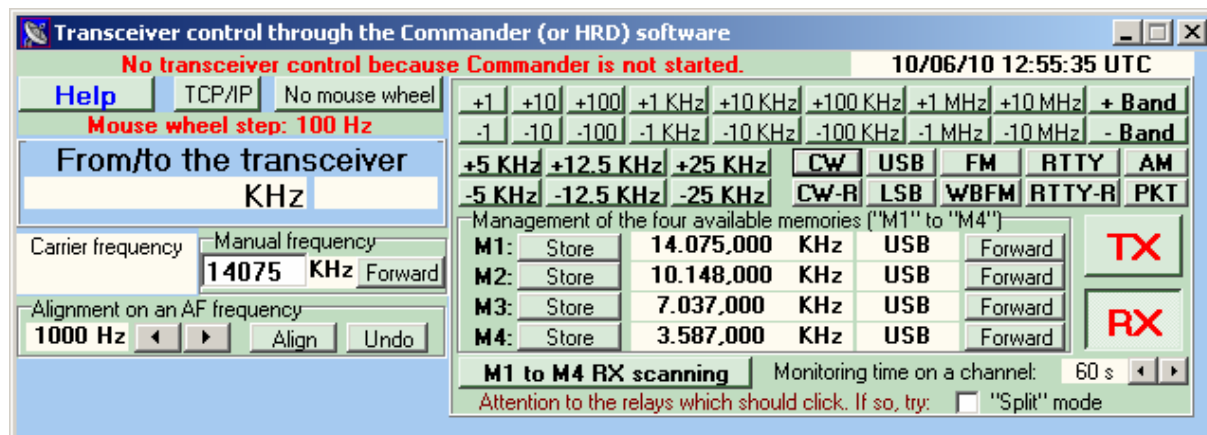 Transceiver control through the Commander (or HRD) software
No transceiver control because Commander is not started.
10/06/10 12:55:35 UTC
Help TCP/IP No mouse wheel
Mouse wheel step: 100 Hz
From/to the transceiver
KHz
Carrier frequency
Manual frequency
14075 KHz Forward
Alignment on an AF frequency
1000 Hz Align Undo
+1 +10 +100 +1 KHz +10 KHz +100 KHz +1 MHz +10 MHz + Band
-1 -10 -100 -1 KHz -10 KHz -100 KHz -1 MHz -10 MHz - Band
+5 KHz +12.5 KHz +25 KHz CW USB FM RTTY AM
-5 KHz -12.5 KHz -25 KHz CW-R LSB WBFM RTTY-R PKT
Management of the four available memories ("M1" to "M4")
M1: Store 14.075,000 KHz USB Forward
M2: Store 10.148,000 KHz USB Forward
M3: Store 7.037,000 KHz USB Forward
M4: Store 3.587,000 KHz USB Forward
TX
RX
M1 to M4 RX scanning Monitoring time on a channel: 60 s
Attention to the relays which should click. If so, try: "Split" mode